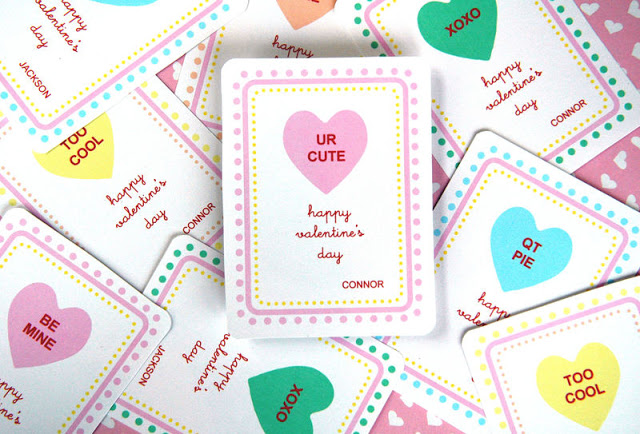 happy
valentine's
day
JACKSON
XOXO
happy
valentine's
day
CONNOR
TOO
COOL
happy
valentine's
day
CONNOR
UR
CUTE
happy
valentine's
day
CONNOR
QT
PIE
BE
MINE
JACKSON
happy
valentine's
day
XOXO
TOO
COOL